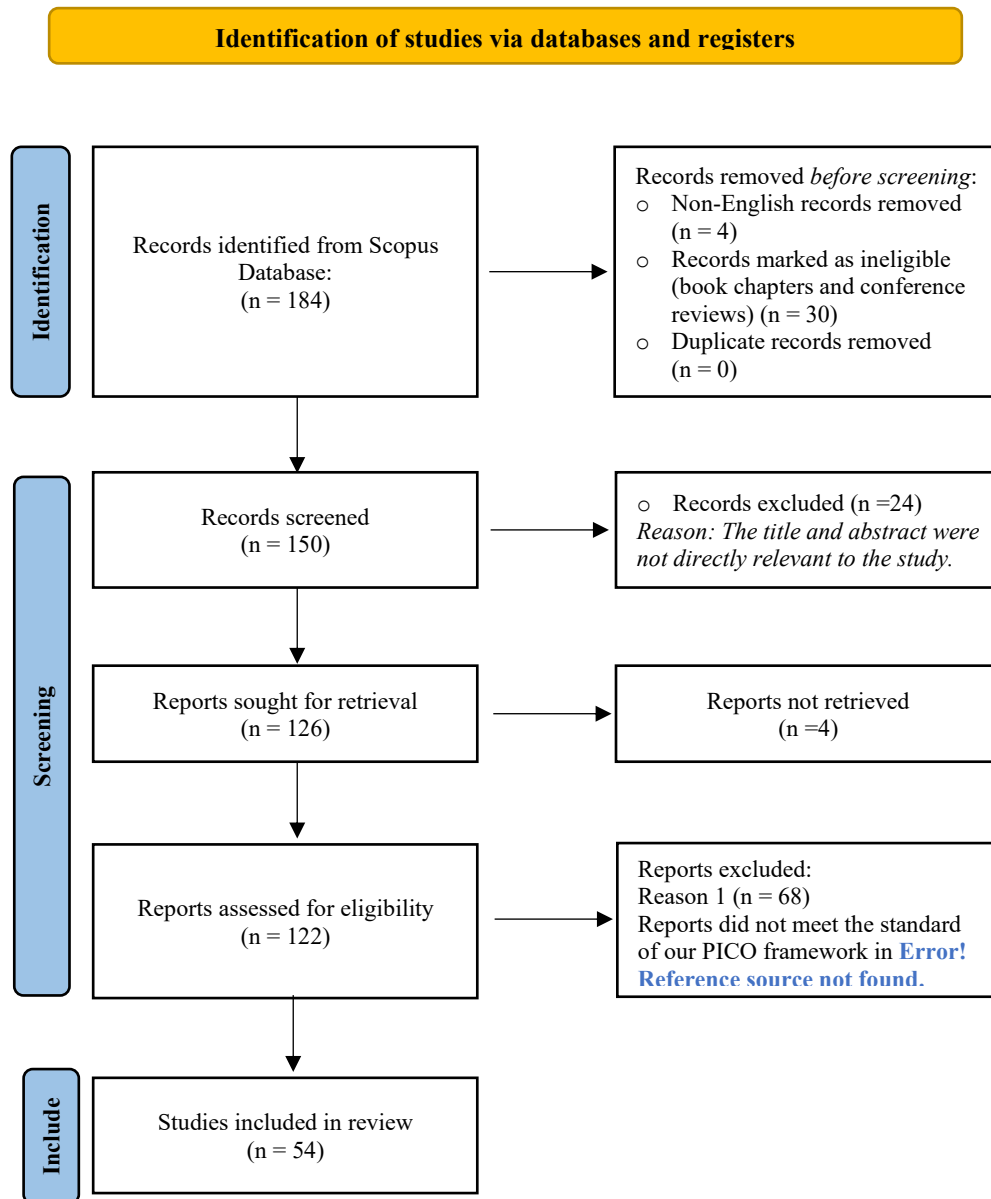 Identification of studies via databases and registers
Identification
Records identified from Scopus
Database:
(n = 184)
Records removed before screening:
o Non-English records removed
(n = 4)
o Records marked as ineligible
(book chapters and conference
reviews) (n = 30)
o Duplicate records removed
(n = 0)
Screening
Records screened
(n = 150)
o Records excluded (n =24)
Reason: The title and abstract were
not directly relevant to the study.
Reports sought for retrieval
(n = 126)
Reports not retrieved
(n =4)
Reports assessed for eligibility
(n = 122)
Reports excluded:
Reason 1 (n = 68)
Reports did not meet the standard
of our PICO framework in Error!
Reference source not found.
Include
Studies included in review
(n = 54)